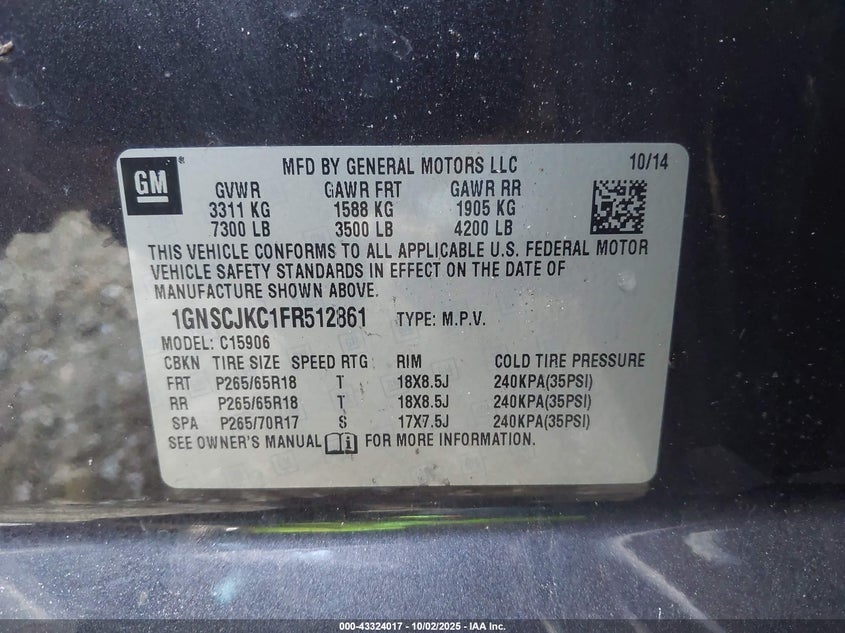 GM ® MFD BY GENERAL MOTORS LLC 10/14
GVWR GAWR FRT GAWR RR
3311 KG 1588 KG 1905 KG
7300 LB 3500 LB 4200 LB
THIS VEHICLE CONFORMS TO ALL APPLICABLE U.S. FEDERAL MOTOR
VEHICLE SAFETY STANDARDS IN EFFECT ON THE DATE OF
MANUFACTURE SHOWN ABOVE.
1GNSCJKC1FR512861 TYPE: M.P.V.
MODEL: C15906
CBKN TIRE SIZE SPEED RTG RIM COLD TIRE PRESSURE
FRT P265/65R18 T 18X8.5J 240KPA(35PSI)
RR P265/65R18 T 18X8.5J 240KPA(35PSI)
SPA P265/70R17 S 17X7.5J 240KPA(35PSI)
SEE OWNER'S MANUAL FOR MORE INFORMATION.
000-43324017 - 10/02/2025 - IAA Inc.